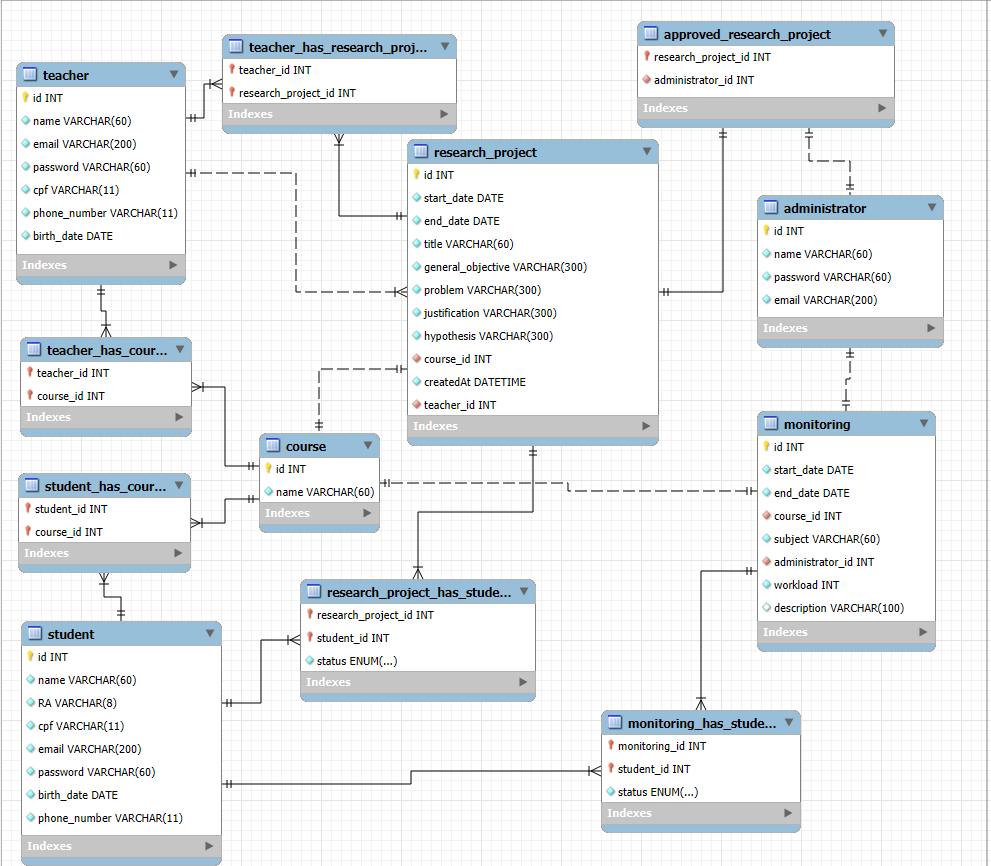 teacher
id INT
name VARCHAR(60)
email VARCHAR(200)
password VARCHAR(60)
cpf VARCHAR(11)
phone_number VARCHAR(11)
birth_date DATE
Indexes
teacher_has_research_proj...
teacher_id INT
research_project_id INT
Indexes
approved_research_project
research_project_id INT
administrator_id INT
Indexes
research_project
id INT
start_date DATE
end_date DATE
title VARCHAR(60)
general_objective VARCHAR(300)
problem VARCHAR(300)
justification VARCHAR(300)
hypothesis VARCHAR(300)
course_id INT
createdAt DATETIME
teacher_id INT
Indexes
administrator
id INT
name VARCHAR(60)
password VARCHAR(60)
email VARCHAR(200)
Indexes
teacher_has_cour...
teacher_id INT
course_id INT
Indexes
course
id INT
name VARCHAR(60)
Indexes
monitoring
id INT
start_date DATE
end_date DATE
course_id INT
subject VARCHAR(60)
administrator_id INT
workload INT
description VARCHAR(100)
Indexes
student_has_cour...
student_id INT
course_id INT
Indexes
research_project_has_stude...
research_project_id INT
student_id INT
status ENUM(...)
Indexes
student
id INT
name VARCHAR(60)
RA VARCHAR(8)
cpf VARCHAR(11)
email VARCHAR(200)
password VARCHAR(60)
birth_date DATE
phone_number VARCHAR(11)
Indexes
monitoring_has_stude...
monitoring_id INT
student_id INT
status ENUM(...)
Indexes